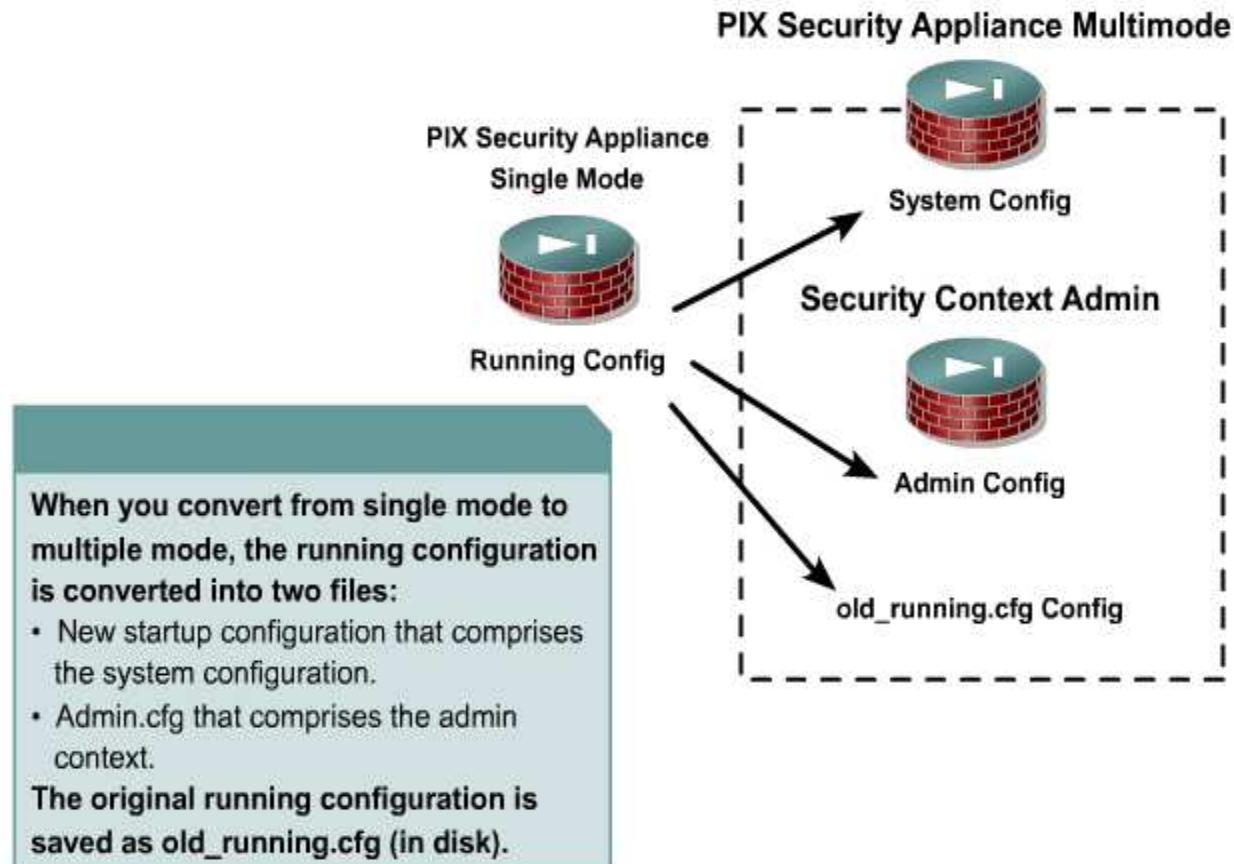 PIX Security Appliance Multimode
PIX Security Appliance
Single Mode
System Config
Security Context Admin
Running Config
Admin Config
old_running.cfg Config
When you convert from single mode to
multiple mode, the running configuration
is converted into two files:
• New startup configuration that comprises
the system configuration.
• Admin.cfg that comprises the admin
context.
The original running configuration is
saved as old_running.cfg (in disk).